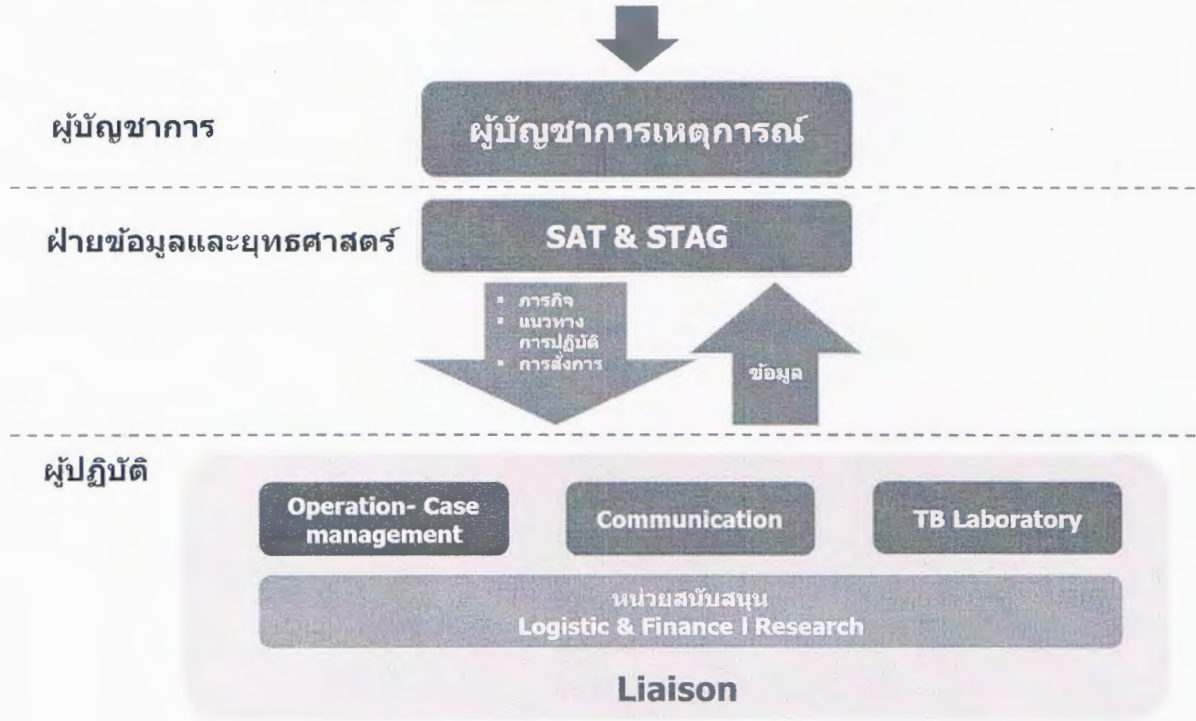 ผู้บัญชาการ
ผู้บัญชาการเหตุการณ์
ฝ่ายข้อมูลและยุทธศาสตร์
SAT & STAG
▪ ภารกิจ
▪ แนวทาง
การปฏิบัติ
▪ การสั่งการ
ข้อมูล
ผู้ปฏิบัติ
Operation- Case
management
Communication
TB Laboratory
หน่วยสนับสนุน
Logistic & Finance l Research
Liaison